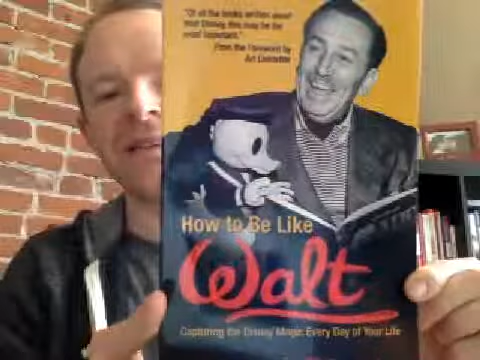 "Of all the books written about
Walt Disney, this may be the
most important."
From the Foreword by
Art Linkletter
How to Be Like
Walt
Capturing the Disney Magic Every Day of Your Life